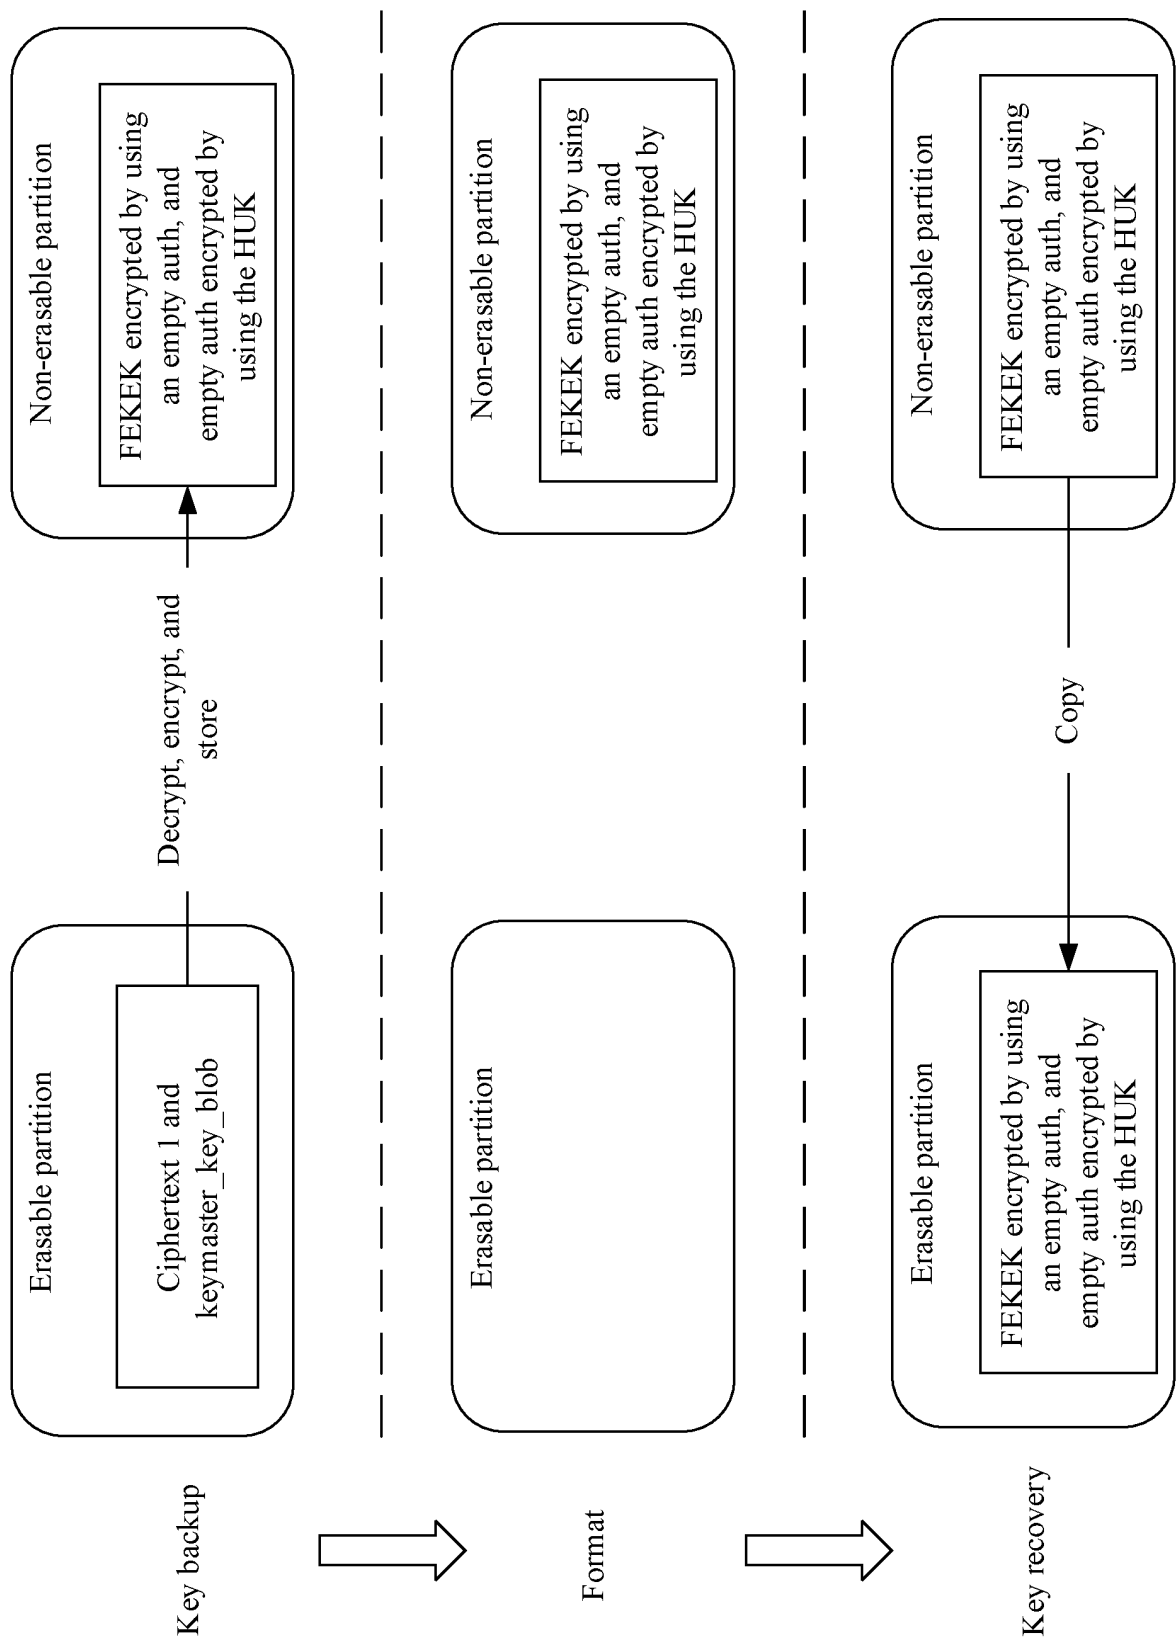 Key backup
Erasable partition
Ciphertext 1 and
keymaster_key_blob
Decrypt, encrypt, and
store
Non-erasable partition
FEKEK encrypted by using
an empty auth, and
empty auth encrypted by
using the HUK
Format
Erasable partition
Non-erasable partition
FEKEK encrypted by using
an empty auth, and
empty auth encrypted by
using the HUK
Key recovery
Erasable partition
FEKEK encrypted by using
an empty auth, and
empty auth encrypted by
using the HUK
Copy
Non-erasable partition
FEKEK encrypted by using
an empty auth, and
empty auth encrypted by
using the HUK